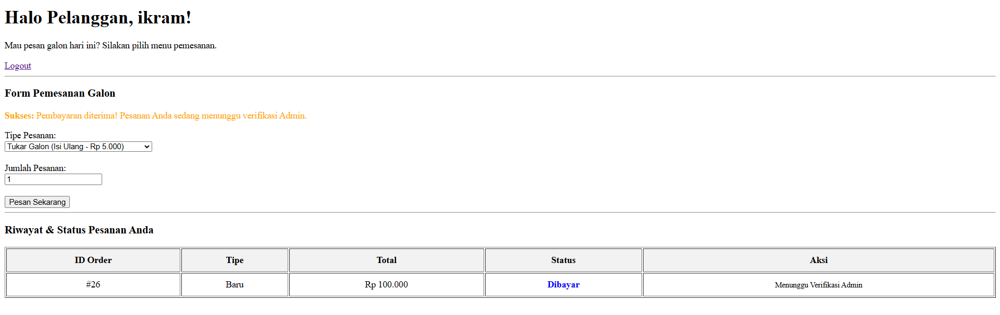 Halo Pelanggan, ikram!
Mau pesan galon hari ini? Silakan pilih menu pemesanan.
Logout
Form Pemesanan Galon
Sukses: Pembayaran diterima! Pesanan Anda sedang menunggu verifikasi Admin.
Tipe Pesanan:
Tukar Galon (Isi Ulang - Rp 5.000)
Jumlah Pesanan:
1
Pesan Sekarang
Riwayat & Status Pesanan Anda
ID Order Tipe Total Status Aksi
#26 Baru Rp 100.000 Dibayar Menunggu Verifikasi Admin